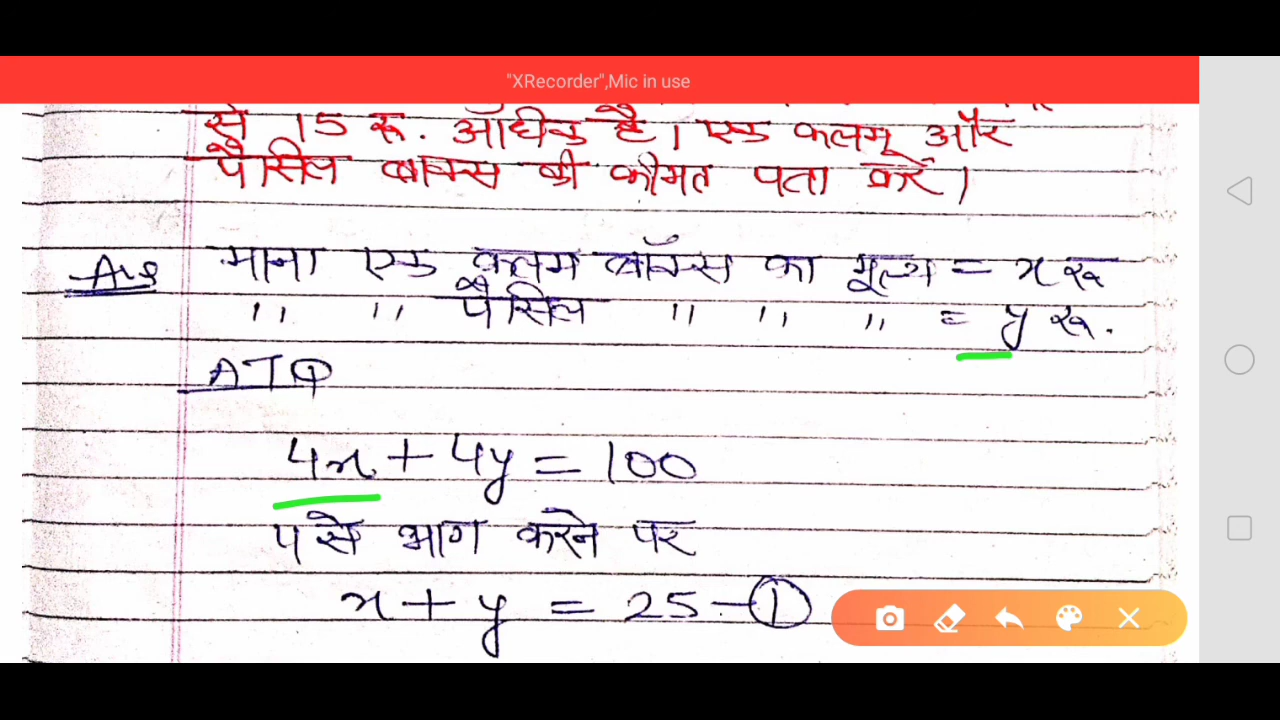 "XRecorder",Mic in use
से 15 रू. अधिक है। एक कलम और
पेंसिल बाक्स की कीमत पता करें।
Ans माना एक कलम बॉक्स का मूल्य = x रू
" " पेंसिल " " " = y रू.
ATQ
4x + 4y = 100
4 से भाग करने पर
x + y = 25 - ①